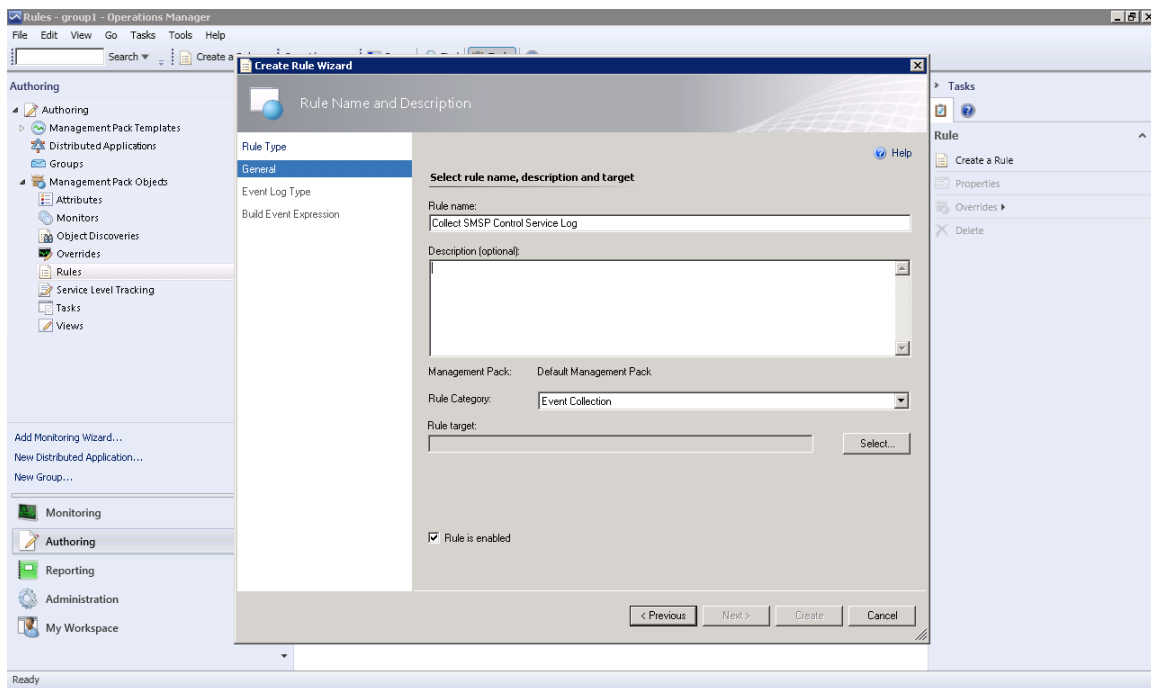 Rules - group1 - Operations Manager
File Edit View Go Tasks Tools Help
Search
Create a
Authoring
Authoring
Management Pack Templates
Distributed Applications
Groups
Management Pack Objects
Attributes
Monitors
Object Discoveries
Overrides
Rules
Service Level Tracking
Tasks
Views
Add Monitoring Wizard...
New Distributed Application...
New Group...
Monitoring
Authoring
Reporting
Administration
My Workspace
Ready
Create Rule Wizard
Rule Name and Description
Rule Type
General
Event Log Type
Build Event Expression
Help
Select rule name, description and target
Rule name:
Collect SMSP Control Service Log
Description (optional):
Management Pack: Default Management Pack
Rule Category: Event Collection
Rule target:
Select...
Rule is enabled
< Previous Next > Create Cancel
Tasks
Rule
Create a Rule
Properties
Overrides
Delete